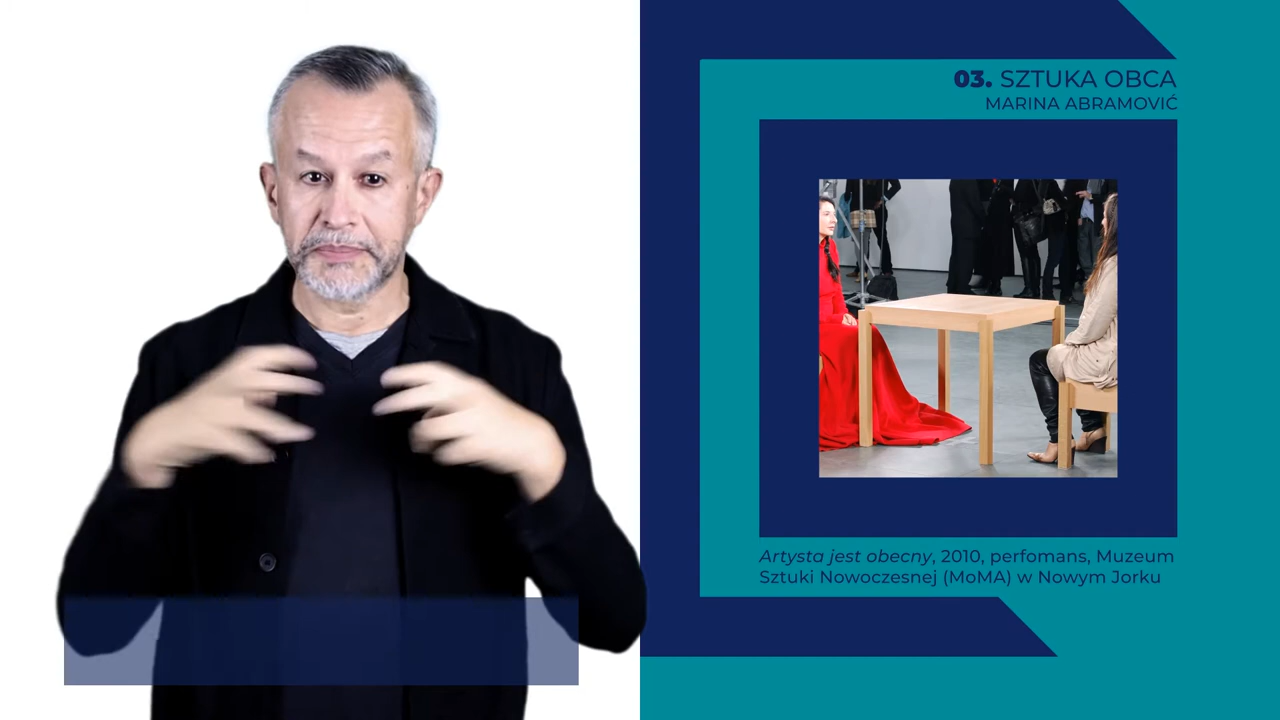 03. SZTUKA OBCA
MARINA ABRAMOVIĆ
Artysta jest obecny, 2010, perfomans, Muzeum
Sztuki Nowoczesnej (MoMA) w Nowym Jorku